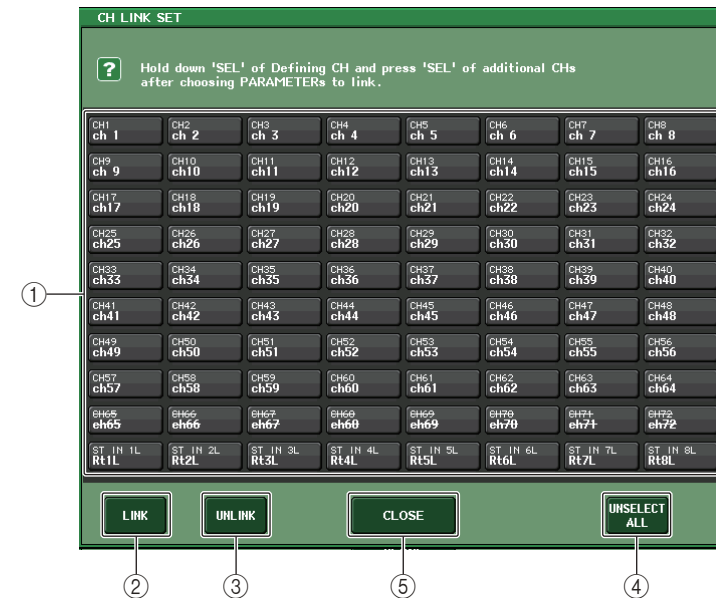 CH LINK SET
? Hold down 'SEL' of Defining CH and press 'SEL' of additional CHs
after choosing PARAMETERs to link.
CH1 CH2 CH3 CH4 CH5 CH6 CH7 CH8
ch 1 ch 2 ch 3 ch 4 ch 5 ch 6 ch 7 ch 8
CH9 CH10 CH11 CH12 CH13 CH14 CH15 CH16
ch 9 ch10 ch11 ch12 ch13 ch14 ch15 ch16
CH17 CH18 CH19 CH20 CH21 CH22 CH23 CH24
ch17 ch18 ch19 ch20 ch21 ch22 ch23 ch24
CH25 CH26 CH27 CH28 CH29 CH30 CH31 CH32
ch25 ch26 ch27 ch28 ch29 ch30 ch31 ch32
CH33 CH34 CH35 CH36 CH37 CH38 CH39 CH40
ch33 ch34 ch35 ch36 ch37 ch38 ch39 ch40
CH41 CH42 CH43 CH44 CH45 CH46 CH47 CH48
ch41 ch42 ch43 ch44 ch45 ch46 ch47 ch48
CH49 CH50 CH51 CH52 CH53 CH54 CH55 CH56
ch49 ch50 ch51 ch52 ch53 ch54 ch55 ch56
CH57 CH58 CH59 CH60 CH61 CH62 CH63 CH64
ch57 ch58 ch59 ch60 ch61 ch62 ch63 ch64
CH65 CH66 CH67 CH68 CH69 CH70 CH71 CH72
ch65 ch66 ch67 ch68 ch69 ch70 ch71 ch72
ST IN 1L ST IN 2L ST IN 3L ST IN 4L ST IN 5L ST IN 6L ST IN 7L ST IN 8L
Rt1L Rt2L Rt3L Rt4L Rt5L Rt6L Rt7L Rt8L
LINK UNLINK CLOSE UNSELECT
ALL
①
② ③ ⑤ ④